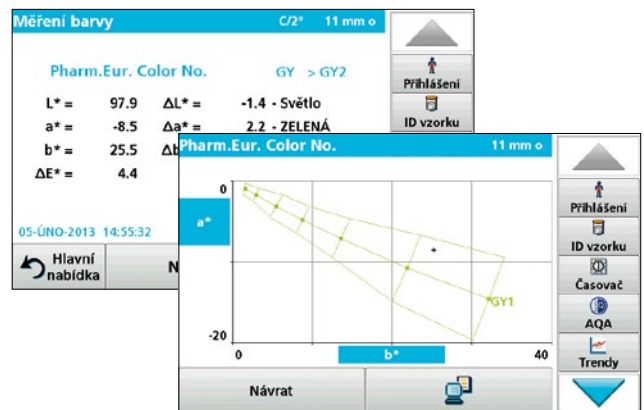 Měření barvy C/2° 11 mm o
Pharm.Eur. Color No. GY > GY2
L* = 97.9 ΔL* = -1.4 - Světlo
a* = -8.5 Δa* = 2.2 - ZELENÁ
b* = 25.5 Δb
ΔE* = 4.4
05-ÚNO-2013 14:55:32
Hlavní
nabídka
N
Přihlášení
ID vzorku
Pharm.Eur. Color No. 11 mm o
0
a*
GY1
-20
0 b* 40
Návrat
Přihlášení
ID vzorku
Časovač
AQA
Trendy